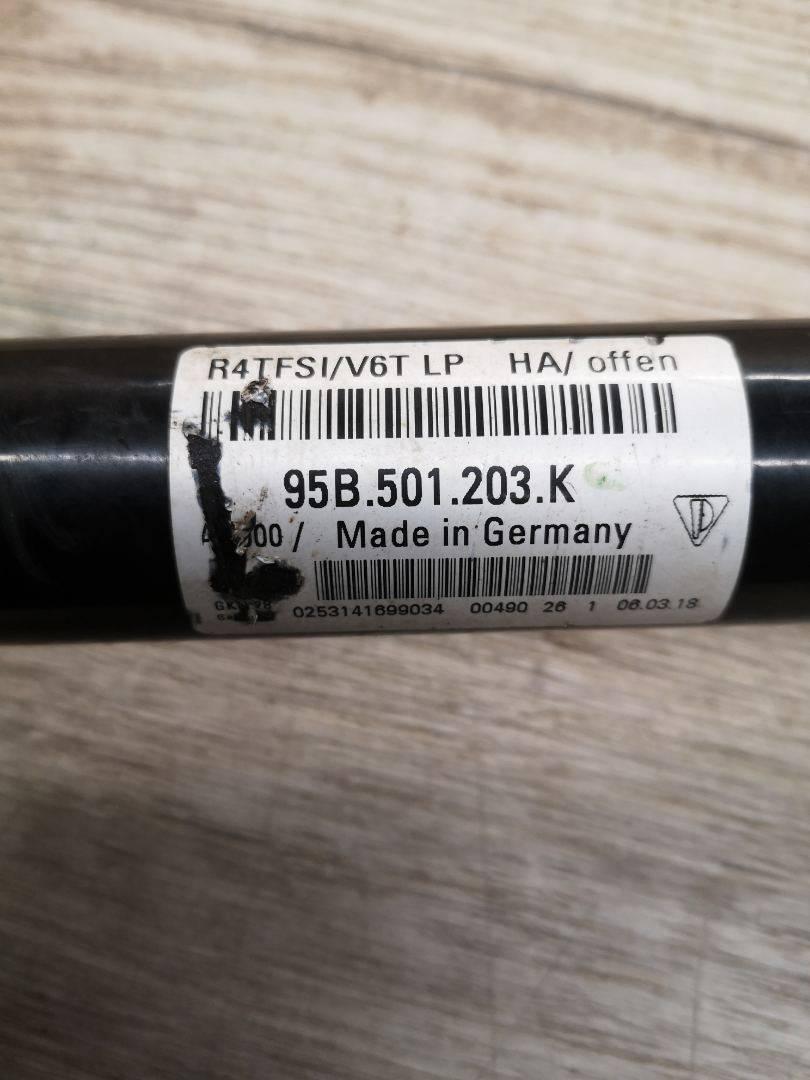 R4TFSI/V6T LP HA/ offen
95B.501.203.K
/ Made in Germany
0253141699034 00490 26 1 06.03.18